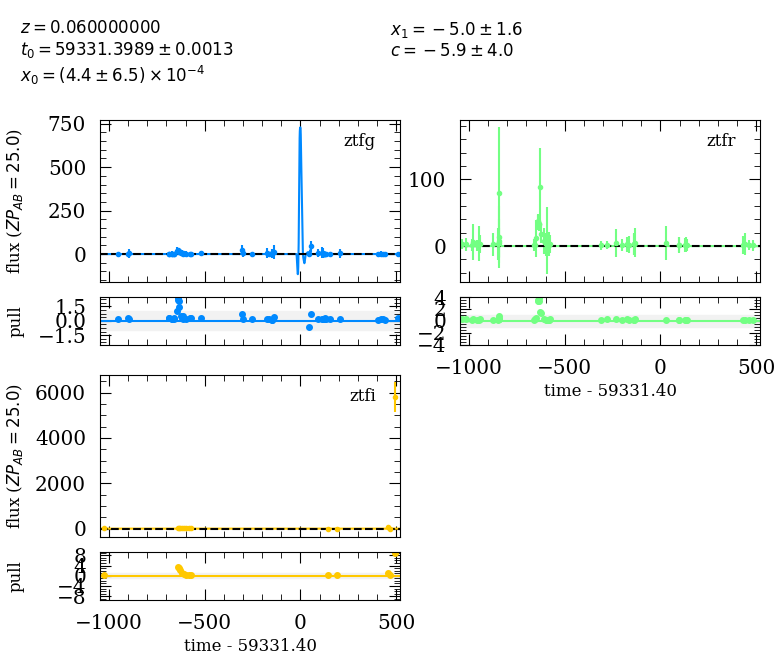 z = 0.060000000
t₀ = 59331.3989 ± 0.0013
x₀ = (4.4 ± 6.5) × 10⁻⁴
x₁ = −5.0 ± 1.6
c = −5.9 ± 4.0
750
500
250
0
flux (ZP_AB = 25.0)
ztfg
100
0
ztfr
1.5
0.0
−1.5
pull
4
2
0
−2
−4
−1000 −500 0 500
time - 59331.40
6000
4000
2000
0
flux (ZP_AB = 25.0)
ztfi
8
4
0
−4
−8
pull
−1000 −500 0 500
time - 59331.40